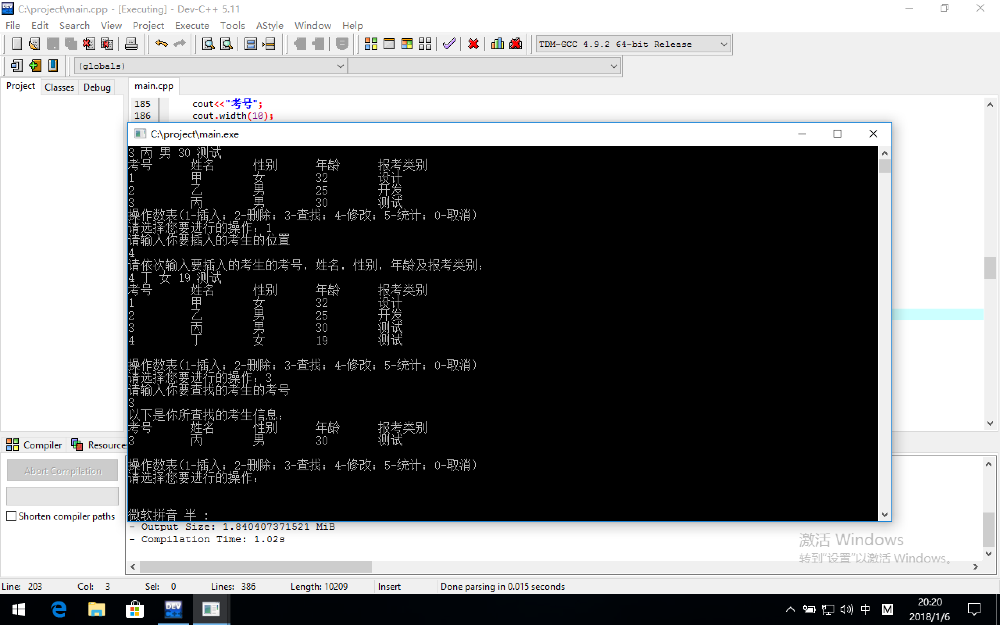 C:\project\main.cpp - [Executing] - Dev-C++ 5.11
File Edit Search View Project Execute Tools AStyle Window Help
TDM-GCC 4.9.2 64-bit Release
(globals)
Project Classes Debug main.cpp
185 cout<<"考号";
186 cout.width(10);
C:\project\main.exe
3 丙 男 30 测试
考号 姓名 性别 年龄 报考类别
1 甲 女 32 设计
2 乙 男 25 开发
3 丙 男 30 测试
操作数表(1-插入；2-删除；3-查找；4-修改；5-统计；0-取消)
请选择您要进行的操作：1
请输入你要插入的考生的位置
4
请依次输入要插入的考生的考号，姓名，性别，年龄及报考类别：
4 丁 女 19 测试
考号 姓名 性别 年龄 报考类别
1 甲 女 32 设计
2 乙 男 25 开发
3 丙 男 30 测试
4 丁 女 19 测试
操作数表(1-插入；2-删除；3-查找；4-修改；5-统计；0-取消)
请选择您要进行的操作：3
请输入你要查找的考生的考号
3
以下是你所查找的考生信息：
考号 姓名 性别 年龄 报考类别
3 丙 男 30 测试
操作数表(1-插入；2-删除；3-查找；4-修改；5-统计；0-取消)
请选择您要进行的操作：
微软拼音 半 :
Compiler Resources
Abort Compilation
Shorten compiler paths
- Output Size: 1.840407371521 MiB
- Compilation Time: 1.02s
激活 Windows
转到"设置"以激活 Windows。
Line: 203 Col: 3 Sel: 0 Lines: 386 Length: 10209 Insert Done parsing in 0.015 seconds
DEV C++
中 M 20:20
2018/1/6